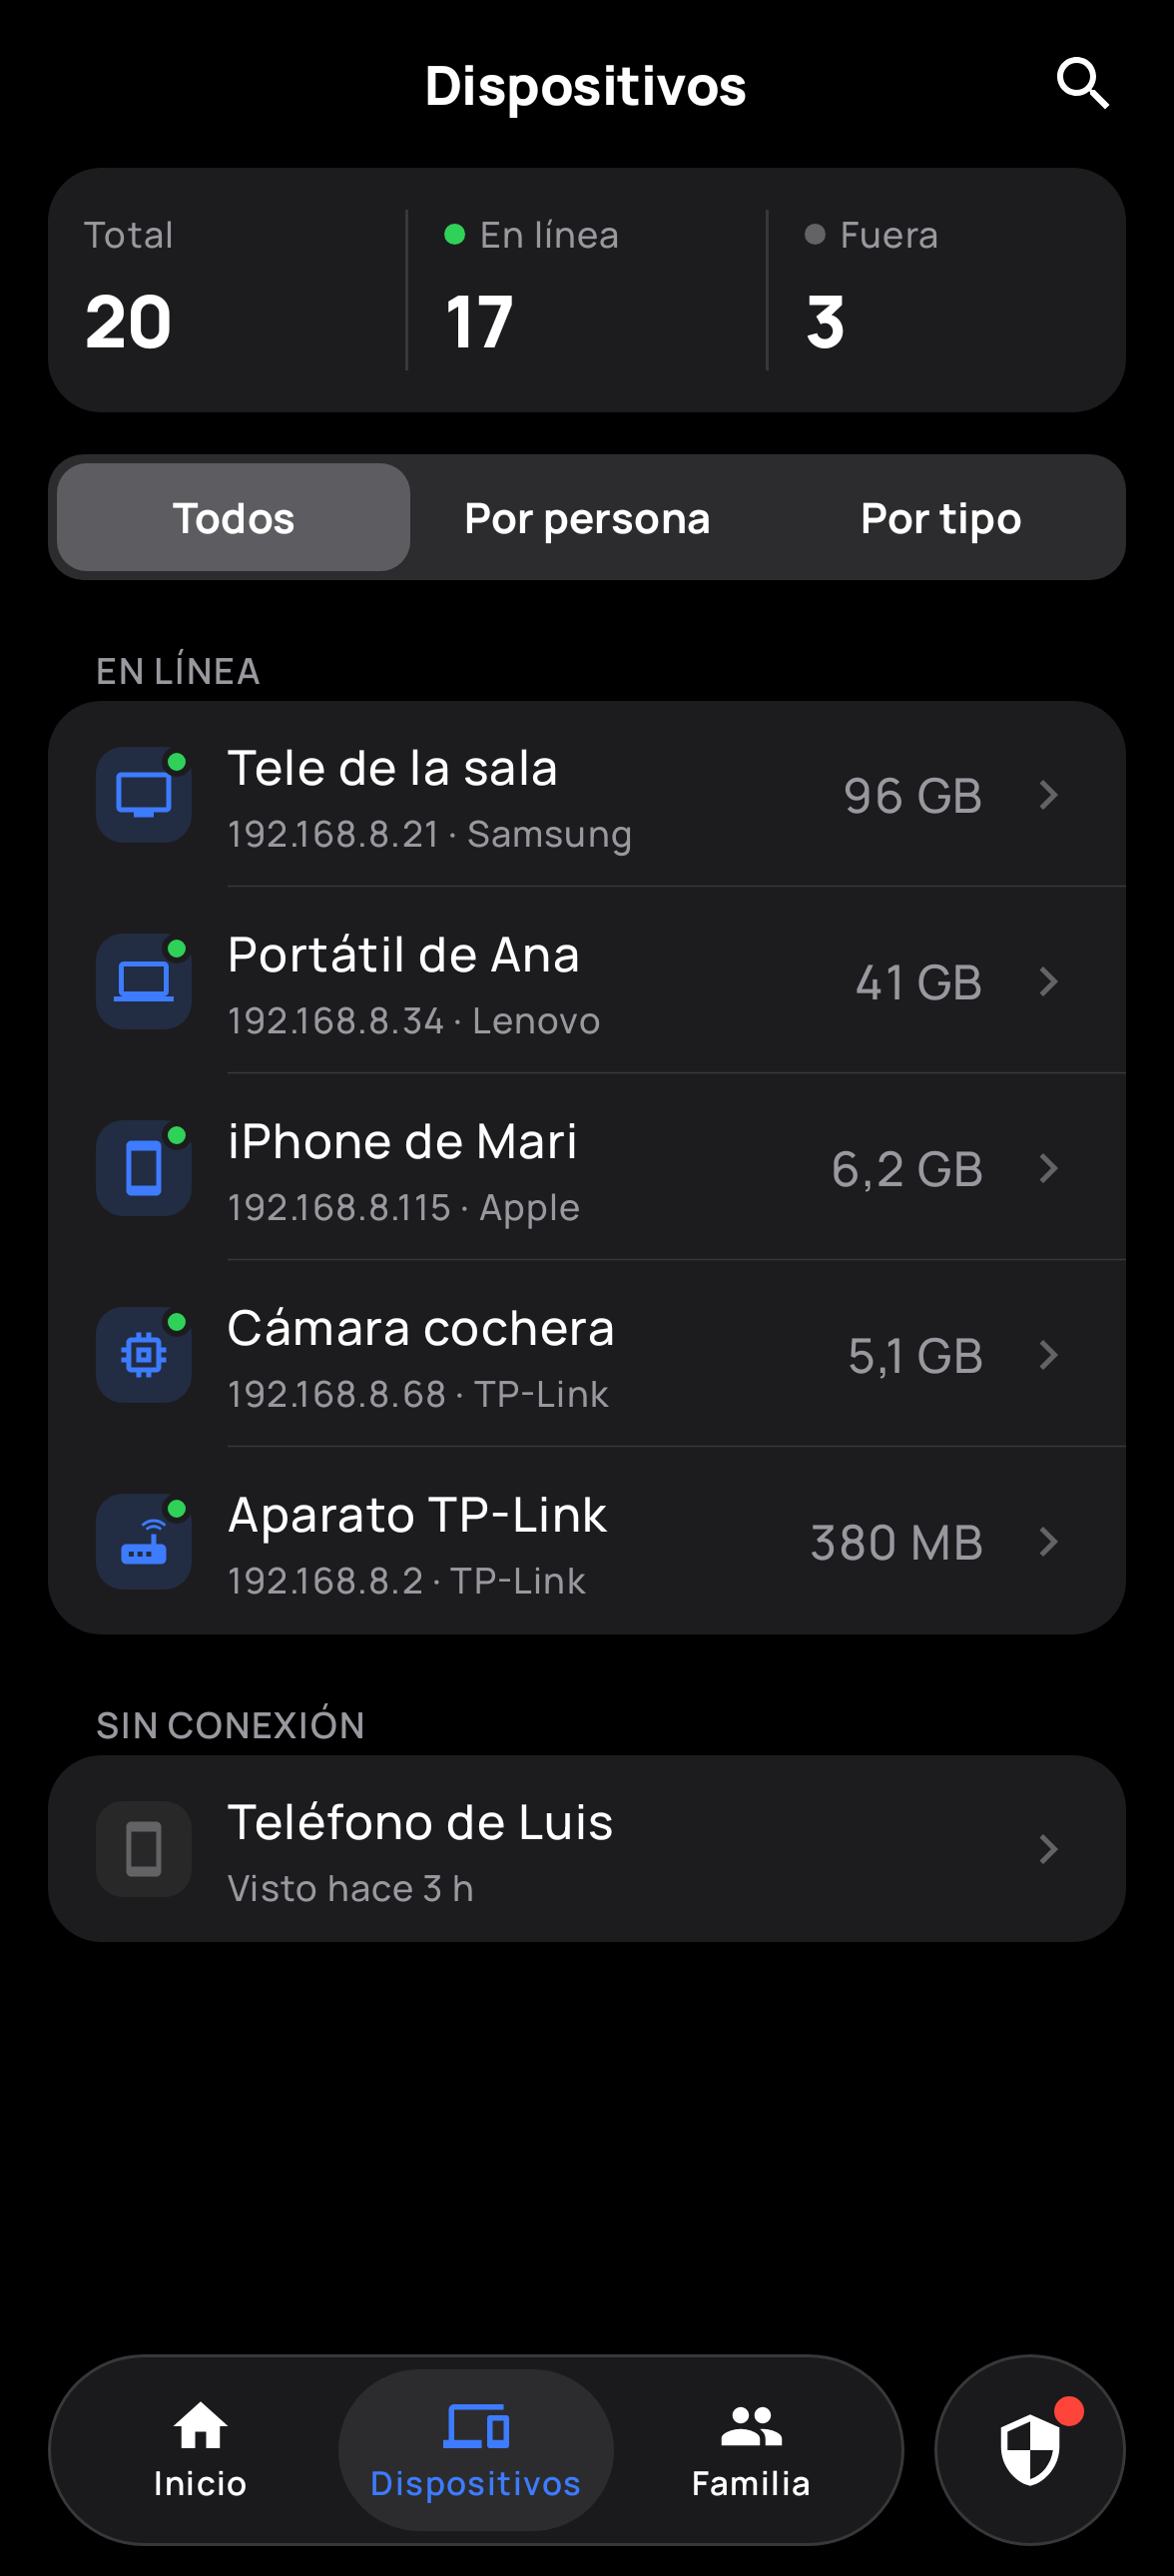 Dispositivos
Total
En línea
Fuera
20
17
3
Todos
Por persona
Por tipo
EN LÍNEA
Tele de la sala
192.168.8.21 · Samsung
96 GB
Portátil de Ana
192.168.8.34 · Lenovo
41 GB
iPhone de Mari
192.168.8.115 · Apple
6,2 GB
Cámara cochera
192.168.8.68 · TP-Link
5,1 GB
Aparato TP-Link
192.168.8.2 · TP-Link
380 MB
SIN CONEXIÓN
Teléfono de Luis
Visto hace 3 h
Inicio
Dispositivos
Familia